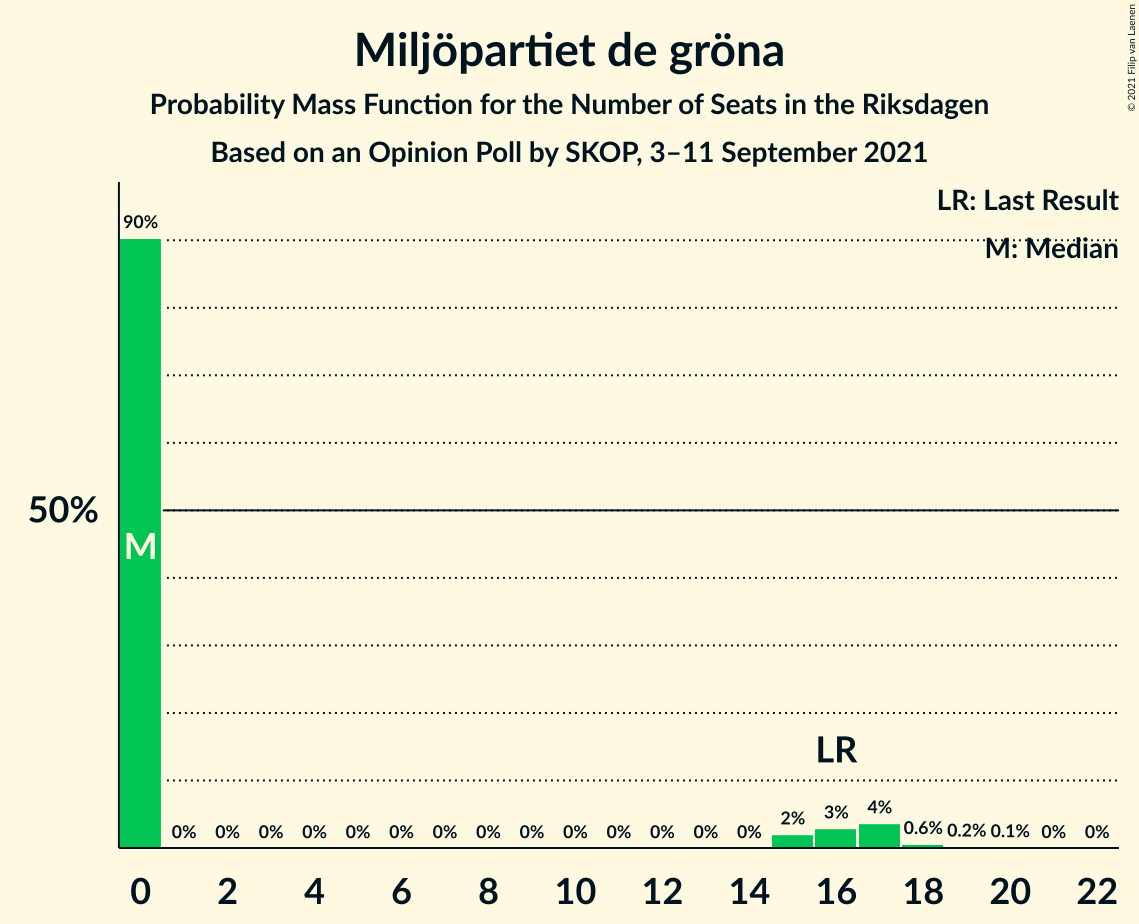 Miljöpartiet de gröna
Probability Mass Function for the Number of Seats in the Riksdagen
Based on an Opinion Poll by SKOP, 3–11 September 2021
© 2021 Filip van Laenen
LR: Last Result
M: Median
90%
50%
M
LR
0% 0% 0% 0% 0% 0% 0% 0% 0% 0% 0% 0% 0% 0% 2% 3% 4% 0.6% 0.2% 0.1% 0% 0%
0 2 4 6 8 10 12 14 16 18 20 22